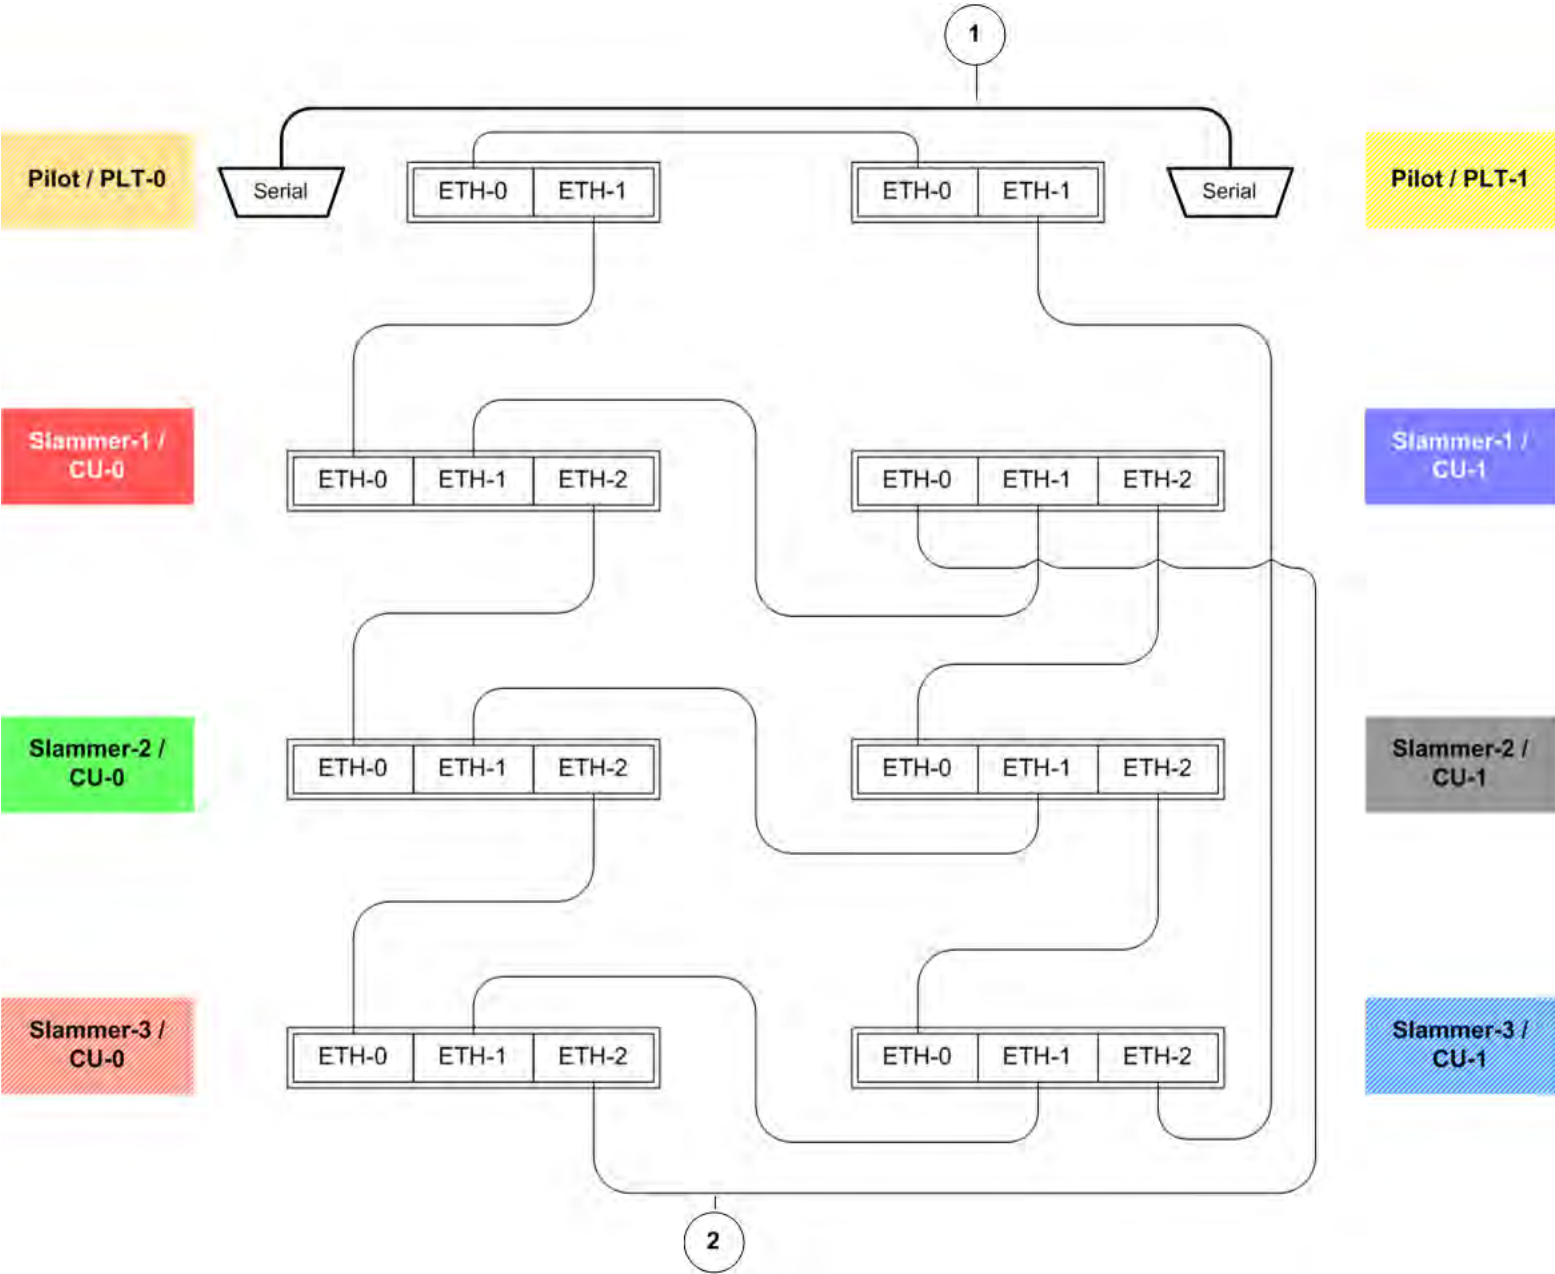 1
Pilot / PLT-0
Serial
ETH-0 ETH-1
ETH-0 ETH-1
Serial
Pilot / PLT-1
Slammer-1 /
CU-0
ETH-0 ETH-1 ETH-2
ETH-0 ETH-1 ETH-2
Slammer-1 /
CU-1
Slammer-2 /
CU-0
ETH-0 ETH-1 ETH-2
ETH-0 ETH-1 ETH-2
Slammer-2 /
CU-1
Slammer-3 /
CU-0
ETH-0 ETH-1 ETH-2
ETH-0 ETH-1 ETH-2
Slammer-3 /
CU-1
2